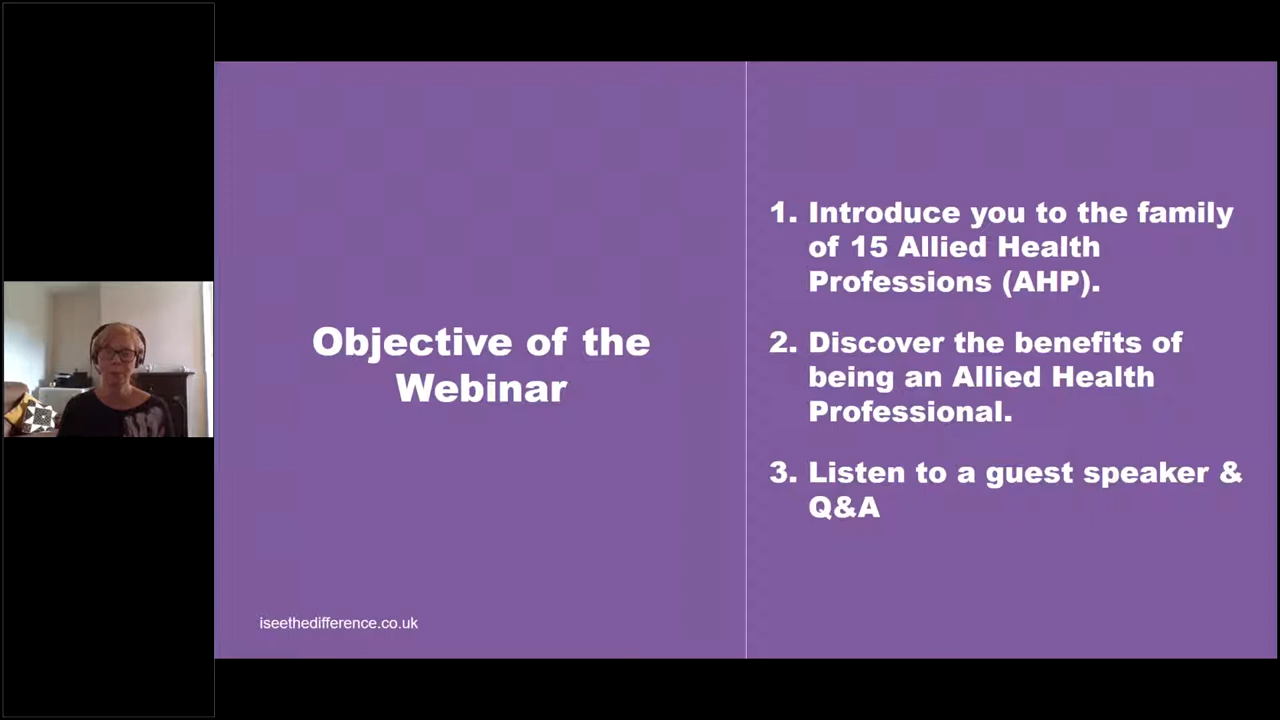 Objective of the
Webinar
iseethedifference.co.uk
1. Introduce you to the family
of 15 Allied Health
Professions (AHP).
2. Discover the benefits of
being an Allied Health
Professional.
3. Listen to a guest speaker &
Q&A